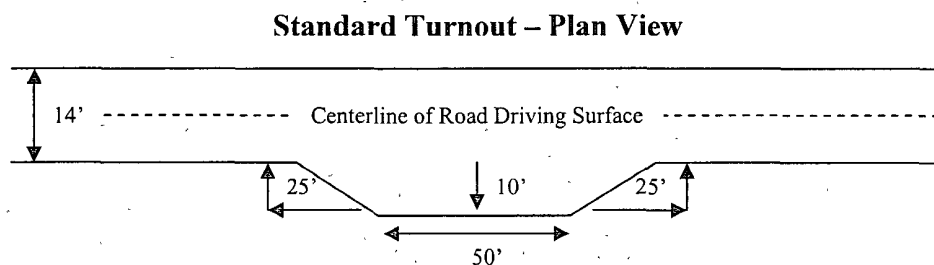 Standard Turnout – Plan View
14'
Centerline of Road Driving Surface
25'
10'
25'
50'